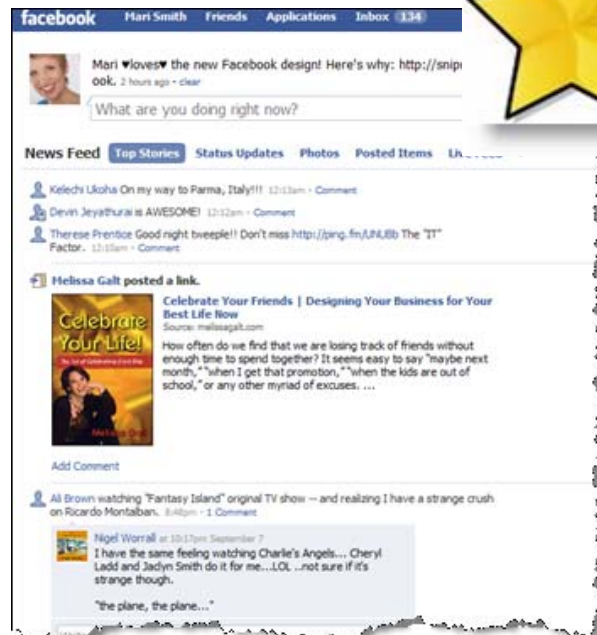 facebook Mari Smith Friends Applications Inbox 134
Mari ♥loves♥ the new Facebook design! Here's why: http://snip
ook. 2 hours ago - clear
What are you doing right now?
News Feed Top Stories Status Updates Photos Posted Items
Kelechi Ukoha On my way to Parma, Italy!!! 12:13am - Comment
Devin Jeyathurai is AWESOME! 12:12am - Comment
Therese Prentice Good night tweeple!! Don't miss http://ping.fm/UNUBb The "IT"
Factor. 12:10am - Comment
Melissa Galt posted a link.
Celebrate
Your Life!
Melissa Galt
Celebrate Your Friends | Designing Your Business for Your
Best Life Now
Source: melissagalt.com
How often do we find that we are losing track of friends without
enough time to spend together? It seems easy to say "maybe next
month," "when I get that promotion," "when the kids are out of
school," or any other myriad of excuses. ...
Add Comment
Ali Brown watching "Fantasy Island" original TV show -- and realizing I have a strange crush
on Ricardo Montalban. 8:48pm - 1 Comment
Nigel Worrall at 10:17pm September 7
I have the same feeling watching Charlie's Angels... Cheryl
Ladd and Jaclyn Smith do it for me...LOL ..not sure if it's
strange though.
"the plane, the plane..."